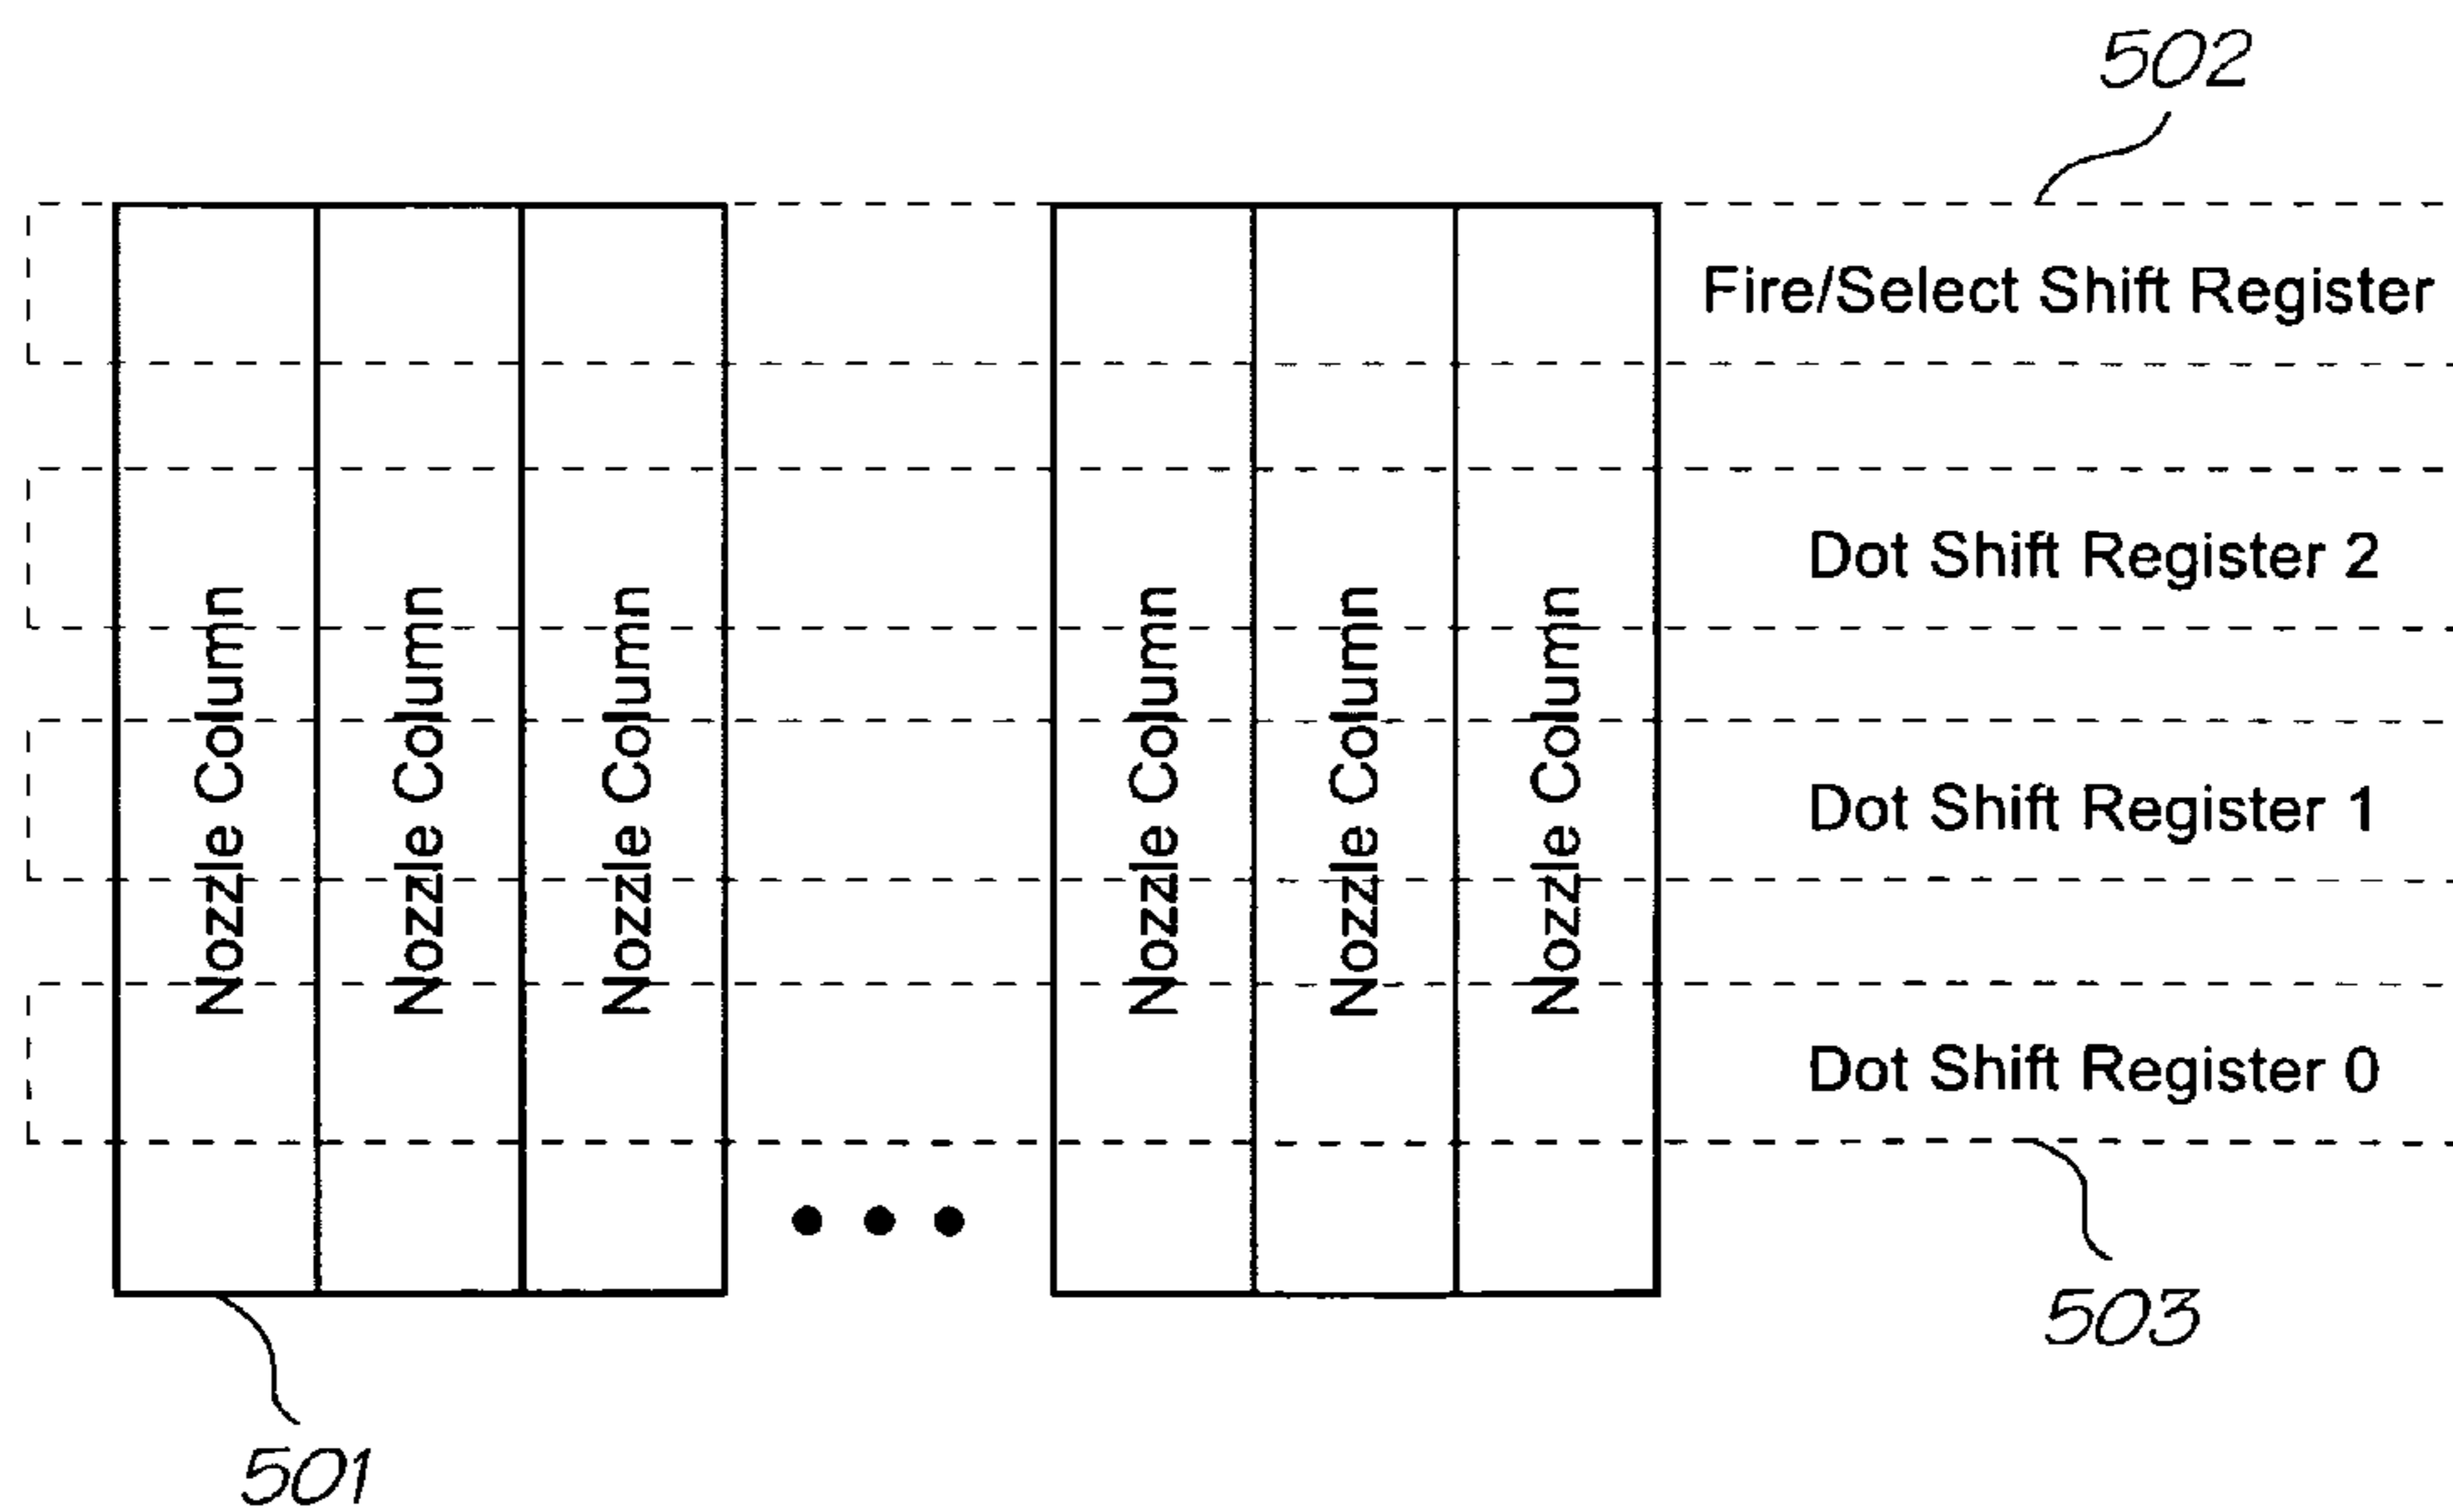 502
Fire/Select Shift Register
Dot Shift Register 2
Nozzle Column
Nozzle Column
Nozzle Column
Nozzle Column
Nozzle Column
Nozzle Column
Dot Shift Register 1
Dot Shift Register 0
503
501